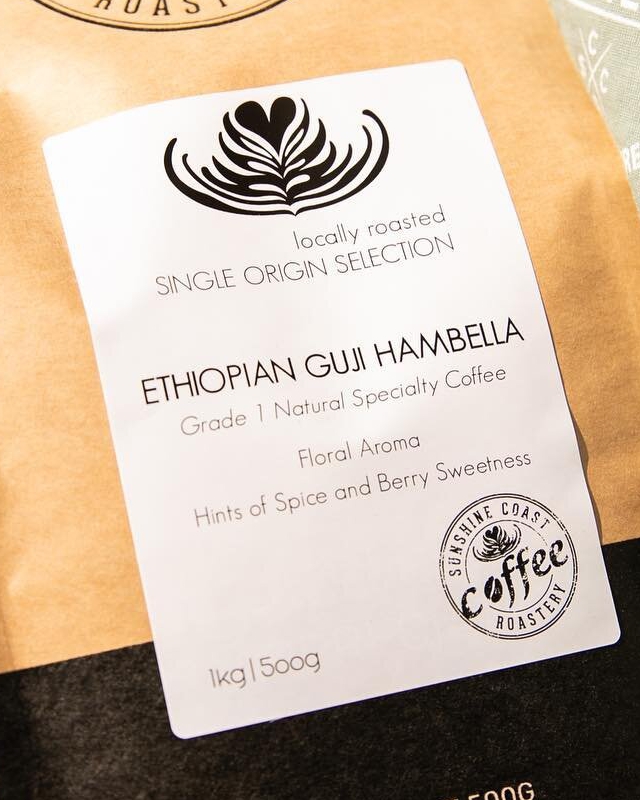 ROAST
locally roasted
SINGLE ORIGIN SELECTION
ETHIOPIAN GUJI HAMBELLA
Grade 1 Natural Specialty Coffee
Floral Aroma
Hints of Spice and Berry Sweetness
SUNSHINE COAST
coffee
ROASTERY
1kg|500g
500G